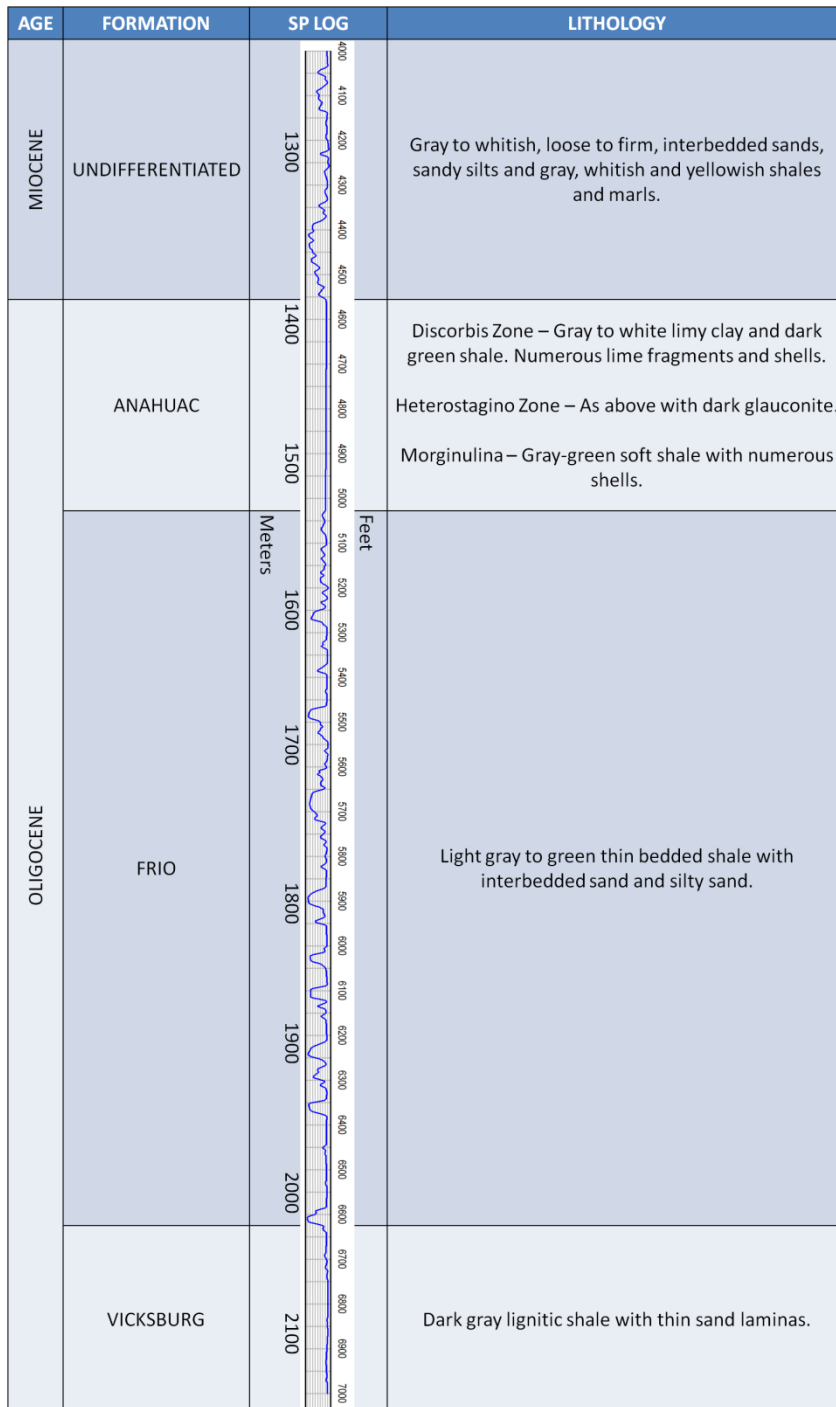 AGE FORMATION SP LOG LITHOLOGY
MIOCENE
UNDIFFERENTIATED
Gray to whitish, loose to firm, interbedded sands,
sandy silts and gray, whitish and yellowish shales
and marls.
OLIGOCENE
ANAHUAC
Discorbis Zone – Gray to white limy clay and dark
green shale. Numerous lime fragments and shells.
Heterostagino Zone – As above with dark glauconite.
Morginulina – Gray-green soft shale with numerous
shells.
FRIO
Light gray to green thin bedded shale with
interbedded sand and silty sand.
VICKSBURG
Dark gray lignitic shale with thin sand laminas.
Meters
1300
1400
1500
1600
1700
1800
1900
2000
2100
Feet
4000
4100
4200
4300
4400
4500
4600
4700
4800
4900
5000
5100
5200
5300
5400
5500
5600
5700
5800
5900
6000
6100
6200
6300
6400
6500
6600
6700
6800
6900
7000